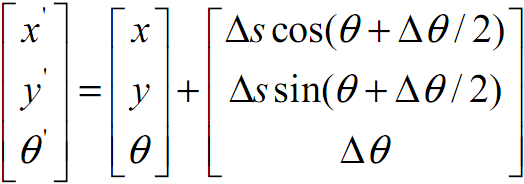 x' = x + Δs cos(θ + Δθ / 2)
y' = y + Δs sin(θ + Δθ / 2)
θ' = θ + Δθ